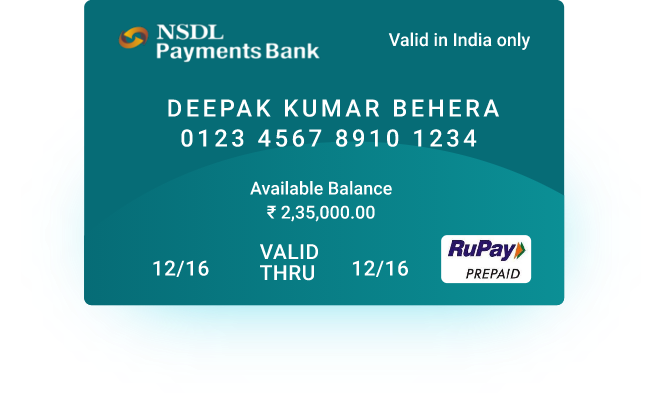 NSDL
Payments Bank
Valid in India only
DEEPAK KUMAR BEHERA
0123 4567 8910 1234
Available Balance
₹ 2,35,000.00
12/16
VALID
THRU
12/16
RuPay
PREPAID